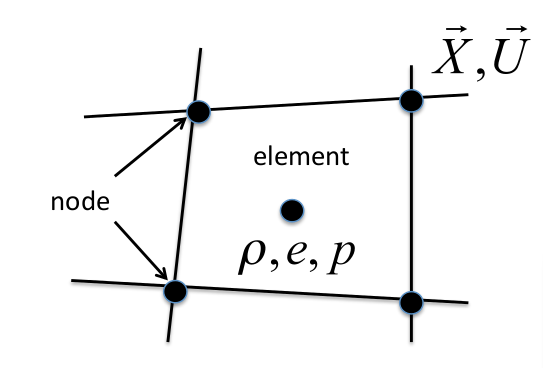 X⃗, U⃗
element
node
ρ, e, p